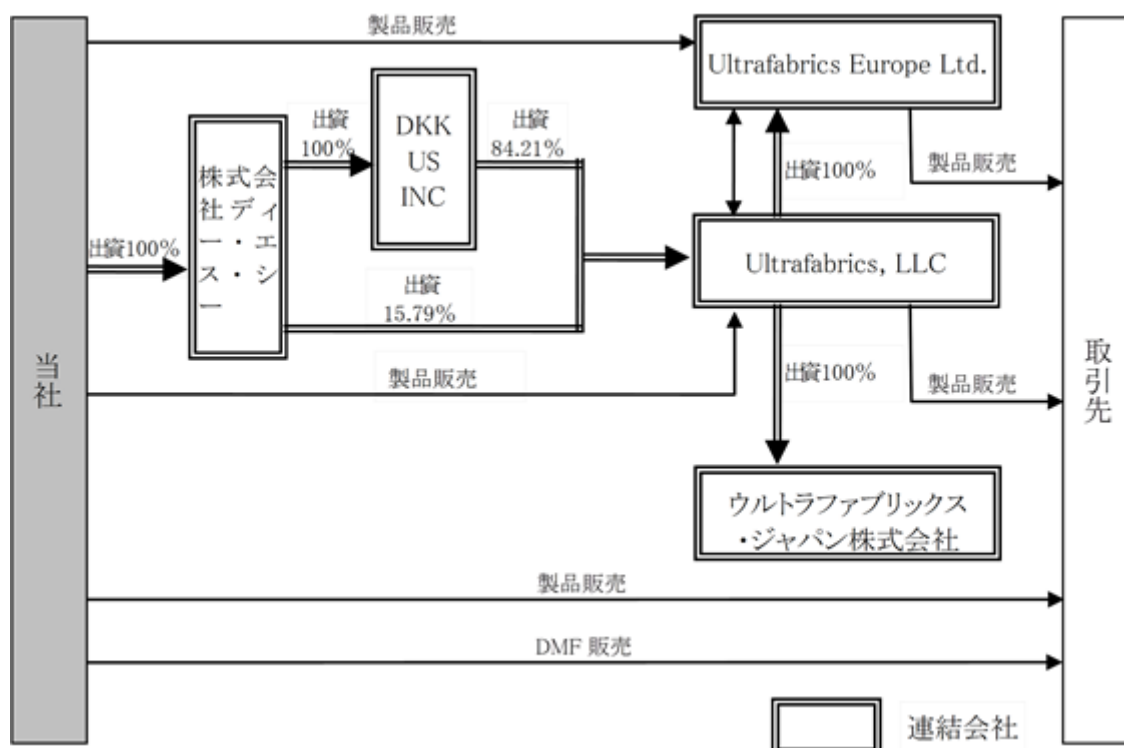 当社
製品販売
Ultrafabrics Europe Ltd.
出資
100%
DKK
US
INC
出資
84.21%
出資100%
製品販売
株式会
社ディ
ー・エ
ス・シ
ー
出資100%
Ultrafabrics, LLC
出資
15.79%
製品販売
出資100%
製品販売
取引先
ウルトラファブリックス
・ジャパン株式会社
製品販売
DMF 販売
連結会社